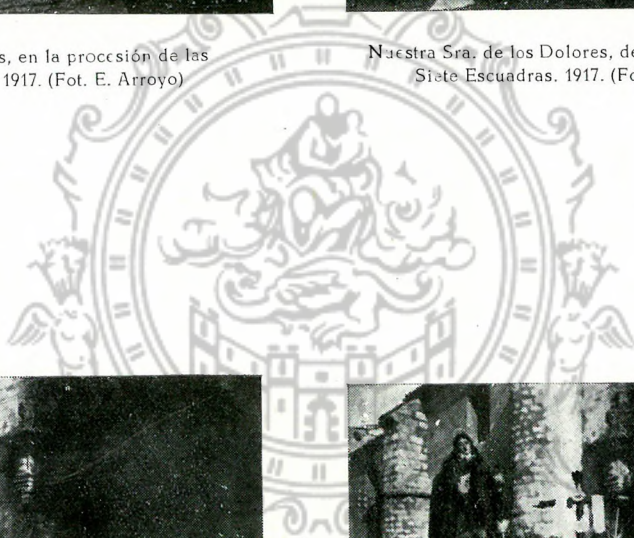 s, en la procesión de las
1917. (Fot. E. Arroyo)
Nuestra Sra. de los Dolores, de
Siete Escuadras. 1917. (Fo